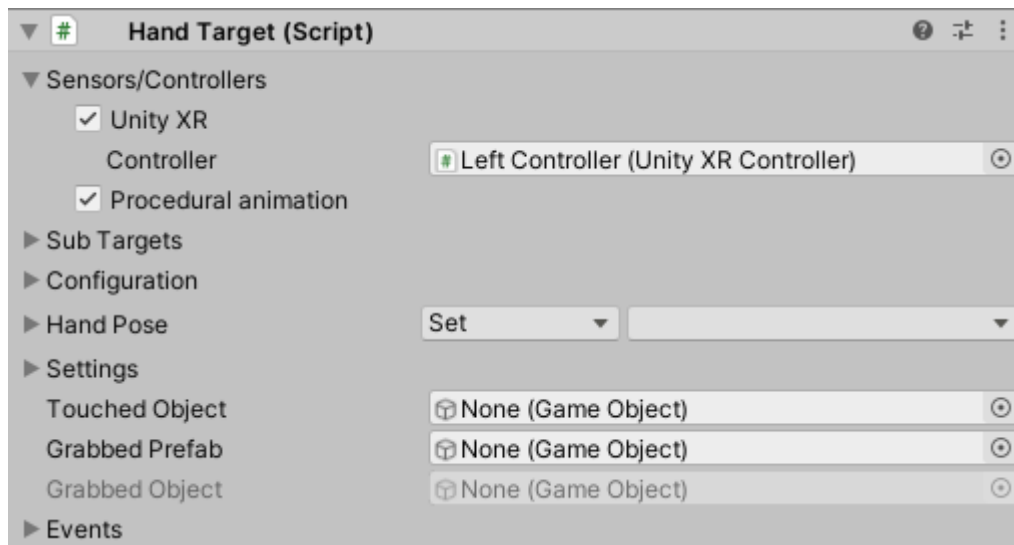 # Hand Target (Script)
Sensors/Controllers
Unity XR
Controller # Left Controller (Unity XR Controller)
Procedural animation
Sub Targets
Configuration
Hand Pose Set
Settings
Touched Object None (Game Object)
Grabbed Prefab None (Game Object)
Grabbed Object None (Game Object)
Events